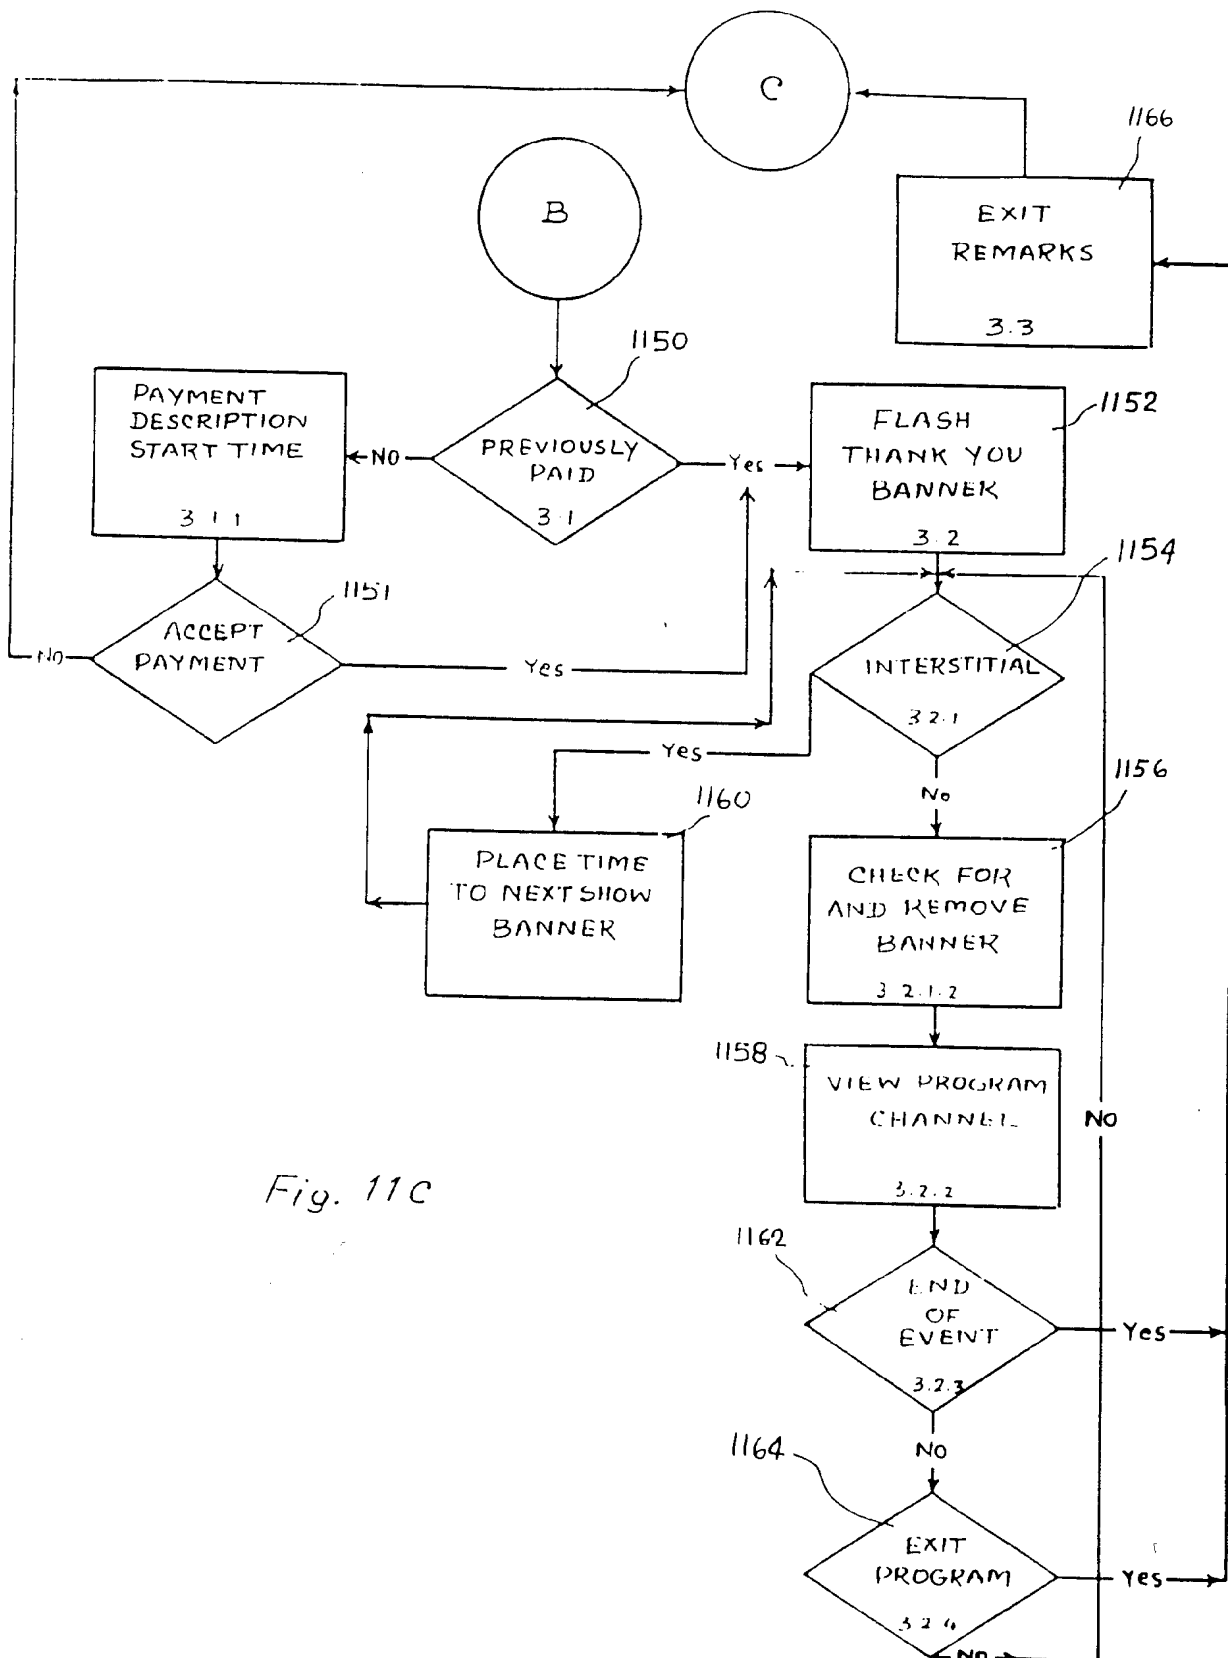 C
1166
EXIT
REMARKS
3.3
B
1150
PREVIOUSLY
PAID
3.1
NO
Yes
PAYMENT
DESCRIPTION
START TIME
3.1.1
1152
FLASH
THANK YOU
BANNER
3.2
1151
ACCEPT
PAYMENT
No
Yes
1154
INTERSTITIAL
3.2.1
Yes
No
1160
PLACE TIME
TO NEXT SHOW
BANNER
1156
CHECK FOR
AND REMOVE
BANNER
3.2.1.2
1158
VIEW PROGRAM
CHANNEL
3.2.2
NO
Fig. 11C
1162
END
OF
EVENT
3.2.3
Yes
NO
1164
EXIT
PROGRAM
3.2.4
Yes
NO